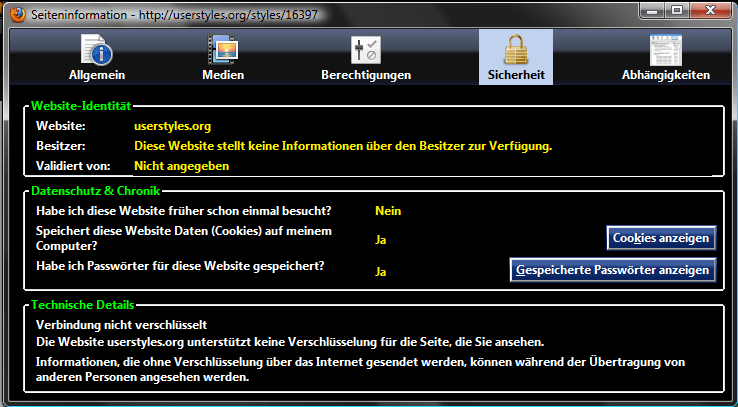 Seiteninformation - http://userstyles.org/styles/16397
Allgemein
Medien
Berechtigungen
Sicherheit
Abhängigkeiten
Website-Identität
Website: userstyles.org
Besitzer: Diese Website stellt keine Informationen über den Besitzer zur Verfügung.
Validiert von: Nicht angegeben
Datenschutz & Chronik
Habe ich diese Website früher schon einmal besucht? Nein
Speichert diese Website Daten (Cookies) auf meinem
Computer?
Ja
Cookies anzeigen
Habe ich Passwörter für diese Website gespeichert?
Ja
Gespeicherte Passwörter anzeigen
Technische Details
Verbindung nicht verschlüsselt
Die Website userstyles.org unterstützt keine Verschlüsselung für die Seite, die Sie ansehen.
Informationen, die ohne Verschlüsselung über das Internet gesendet werden, können während der Übertragung von
anderen Personen angesehen werden.